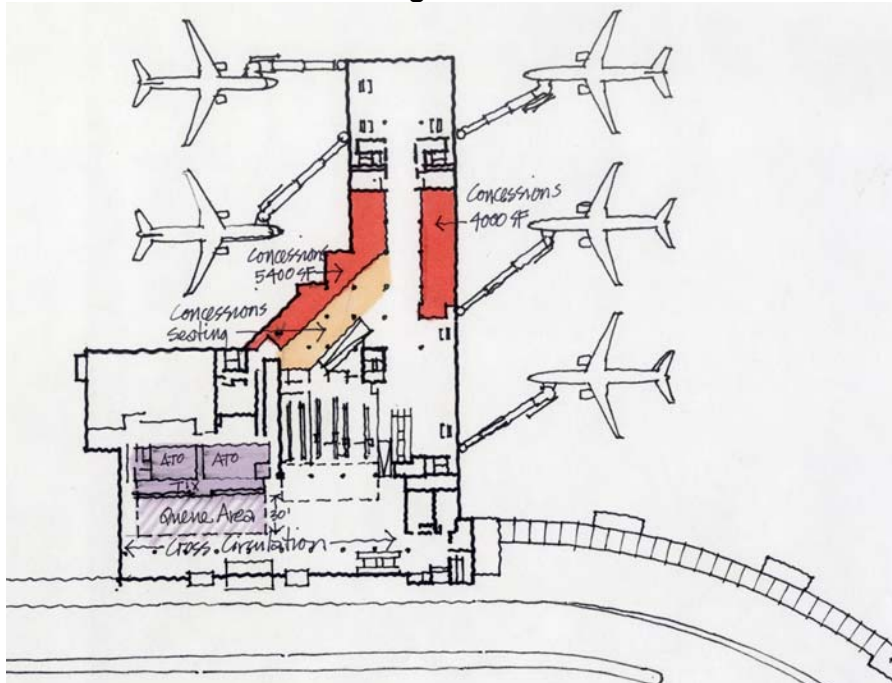 Concessions
4000 SF
Concessions
5400 SF
Concessions
Seating
ATO
ATO
TIX
Queue Area
30'
Cross Circulation